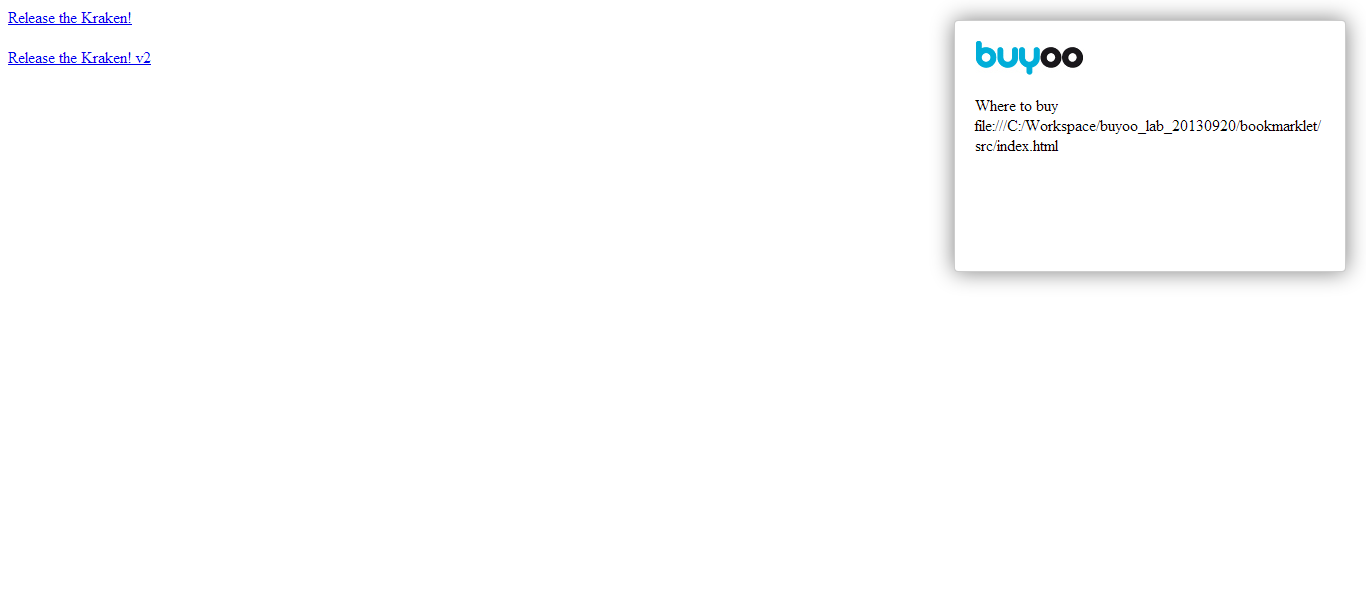 Release the Kraken!
Release the Kraken! v2
buyoo
Where to buy
file:///C:/Workspace/buyoo_lab_20130920/bookmarklet/
src/index.html